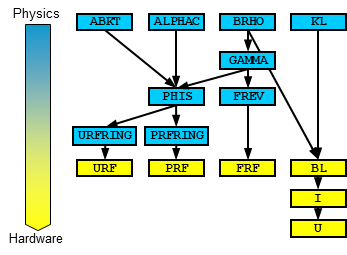 Physics
ABKT ALPHAC BRHO KL
GAMMA
PHIS FREV
URFRING PRFRING
URF PRF FRF BL
I
U
Hardware